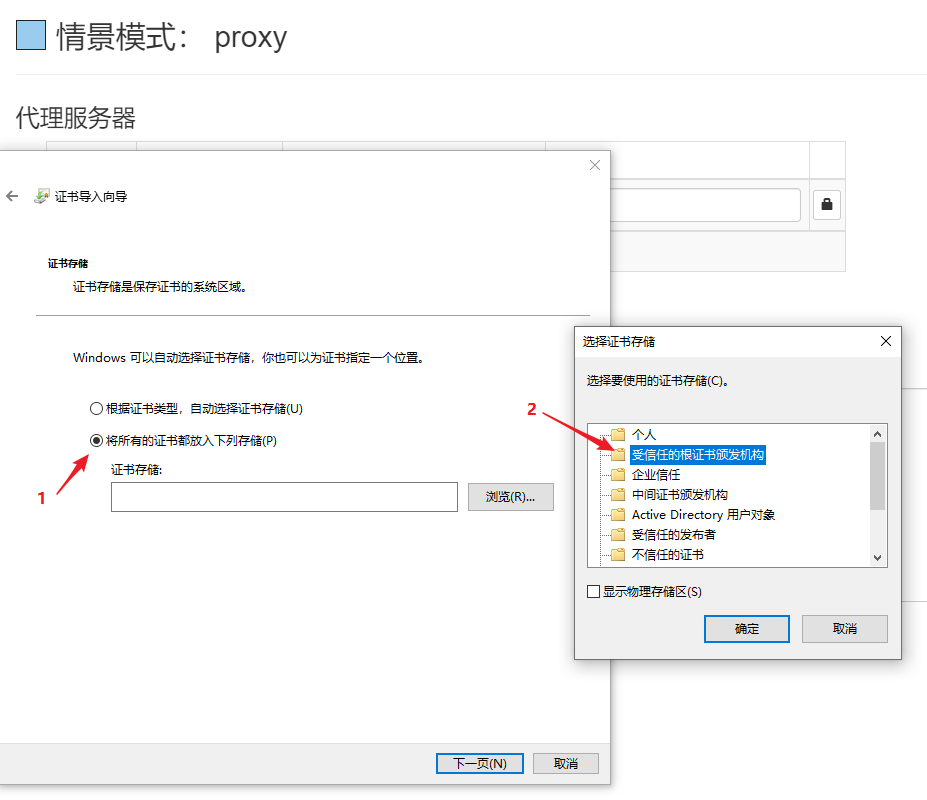 情景模式： proxy
代理服务器
证书导入向导
证书存储
证书存储是保存证书的系统区域。
Windows 可以自动选择证书存储，你也可以为证书指定一个位置。
根据证书类型，自动选择证书存储(U)
将所有的证书都放入下列存储(P)
1
证书存储:
浏览(R)...
下一页(N)
取消
选择证书存储
选择要使用的证书存储(C)。
2
个人
受信任的根证书颁发机构
企业信任
中间证书颁发机构
Active Directory 用户对象
受信任的发布者
不信任的证书
显示物理存储区(S)
确定
取消